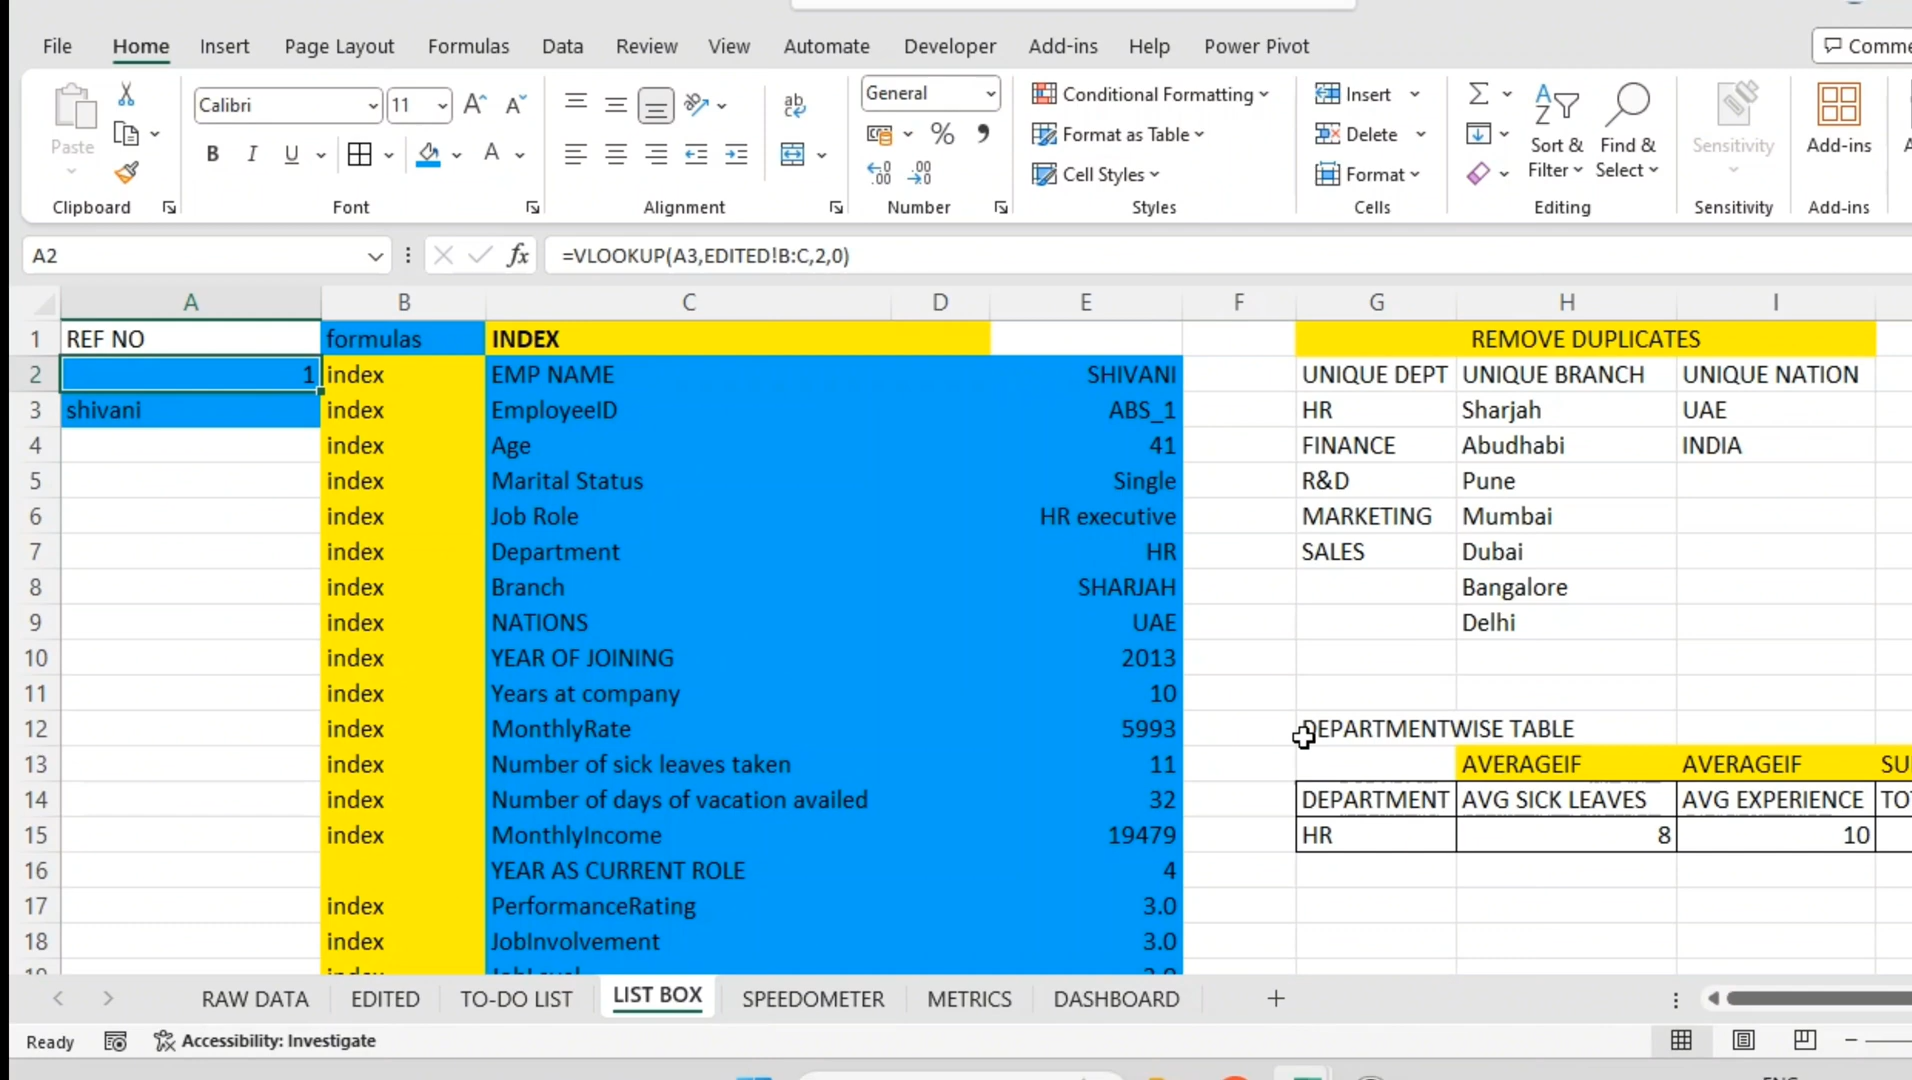 File Home Insert Page Layout Formulas Data Review View Automate Developer Add-ins Help Power Pivot
Paste Calibri 11 ab General Conditional Formatting Insert
B I U A % Format as Table Delete Sort & Find & Sensitivity Add-ins
Cell Styles Format Filter Select
Clipboard Font Alignment Number Styles Cells Editing Sensitivity Add-ins
A2 fx =VLOOKUP(A3,EDITED!B:C,2,0)
A B C D E F G H I
1 REF NO formulas INDEX REMOVE DUPLICATES
2 1 index EMP NAME SHIVANI UNIQUE DEPT UNIQUE BRANCH UNIQUE NATION
3 shivani index EmployeeID ABS_1 HR Sharjah UAE
4 index Age 41 FINANCE Abudhabi INDIA
5 index Marital Status Single R&D Pune
6 index Job Role HR executive MARKETING Mumbai
7 index Department HR SALES Dubai
8 index Branch SHARJAH Bangalore
9 index NATIONS UAE Delhi
10 index YEAR OF JOINING 2013
11 index Years at company 10
12 index MonthlyRate 5993 DEPARTMENTWISE TABLE
13 index Number of sick leaves taken 11 AVERAGEIF AVERAGEIF
14 index Number of days of vacation availed 32 DEPARTMENT AVG SICK LEAVES AVG EXPERIENCE
15 index MonthlyIncome 19479 HR 8 10
16 YEAR AS CURRENT ROLE 4
17 index PerformanceRating 3.0
18 index JobInvolvement 3.0
RAW DATA EDITED TO-DO LIST LIST BOX SPEEDOMETER METRICS DASHBOARD
Ready Accessibility: Investigate